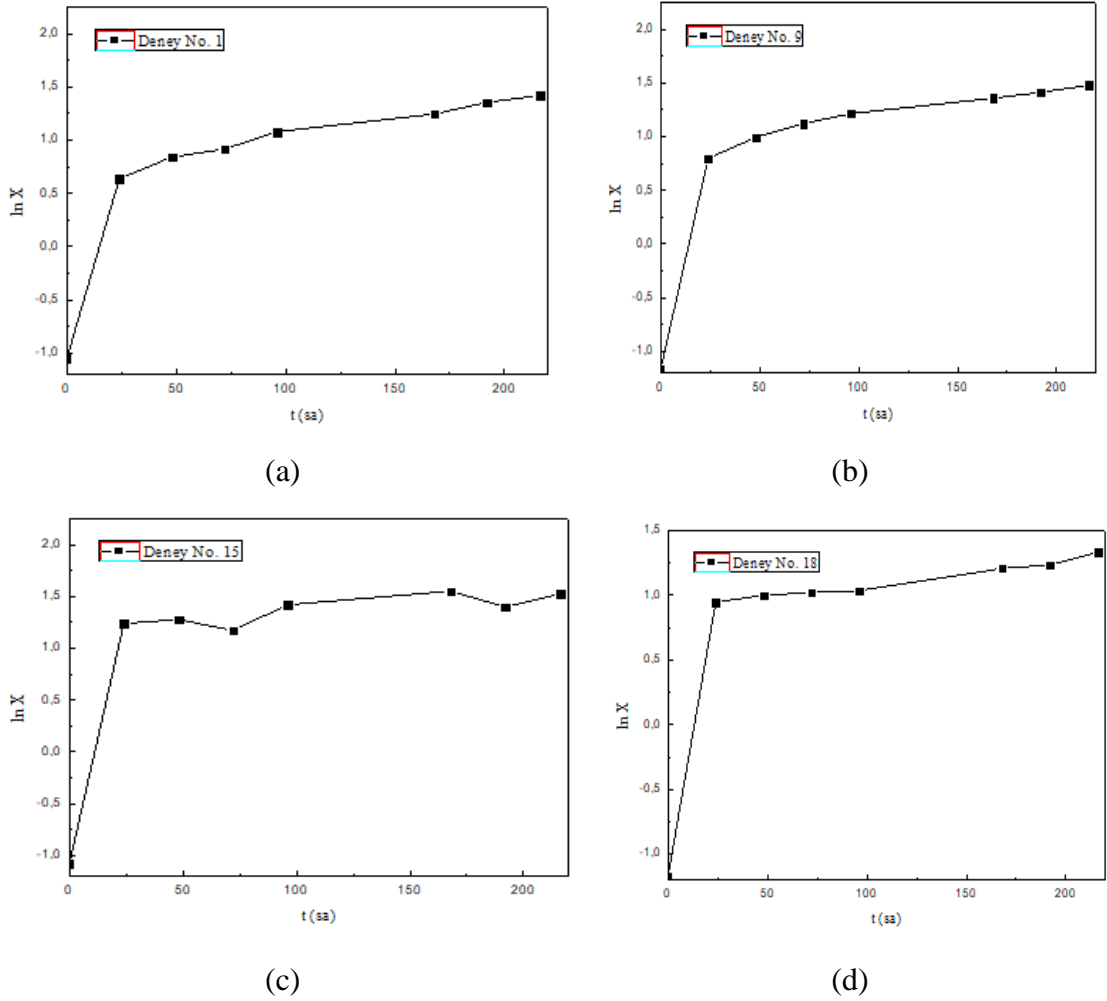 Deney No. 1
2,0
1,5
1,0
0,5
0,0
-0,5
-1,0
ln X
0 50 100 150 200
t (sa)
(a)
Deney No. 9
2,0
1,5
1,0
0,5
0,0
-0,5
-1,0
ln X
0 50 100 150 200
t (sa)
(b)
Deney No. 15
2,0
1,5
1,0
0,5
0,0
-0,5
-1,0
ln X
0 50 100 150 200
t (sa)
(c)
1,5
Deney No. 18
1,0
0,5
0,0
-0,5
-1,0
ln X
0 50 100 150 200
t (sa)
(d)